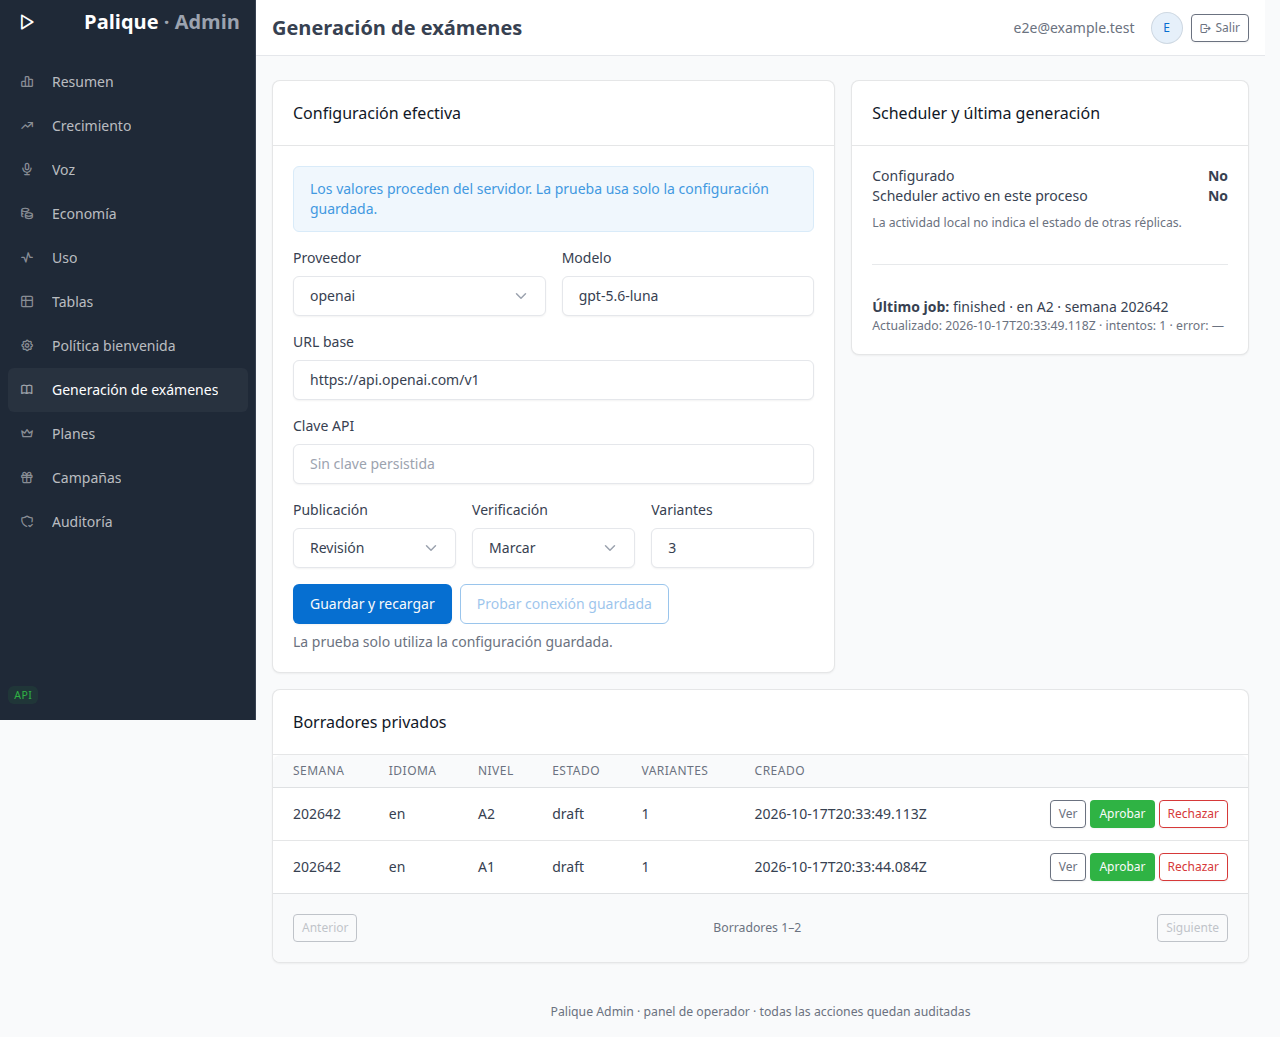 Palique · Admin
Resumen
Crecimiento
Voz
Economía
Uso
Tablas
Política bienvenida
Generación de exámenes
Planes
Campañas
Auditoría
API
Generación de exámenes
e2e@example.test
E
Salir
Configuración efectiva
Los valores proceden del servidor. La prueba usa solo la configuración
guardada.
Proveedor
Modelo
openai
gpt-5.6-luna
URL base
https://api.openai.com/v1
Clave API
Sin clave persistida
Publicación
Verificación
Variantes
Revisión
Marcar
3
Guardar y recargar
Probar conexión guardada
La prueba solo utiliza la configuración guardada.
Scheduler y última generación
Configurado No
Scheduler activo en este proceso No
La actividad local no indica el estado de otras réplicas.
Último job: finished · en A2 · semana 202642
Actualizado: 2026-10-17T20:33:49.118Z · intentos: 1 · error: —
Borradores privados
SEMANA IDIOMA NIVEL ESTADO VARIANTES CREADO
202642 en A2 draft 1 2026-10-17T20:33:49.113Z Ver Aprobar Rechazar
202642 en A1 draft 1 2026-10-17T20:33:44.084Z Ver Aprobar Rechazar
Anterior Borradores 1–2 Siguiente
Palique Admin · panel de operador · todas las acciones quedan auditadas